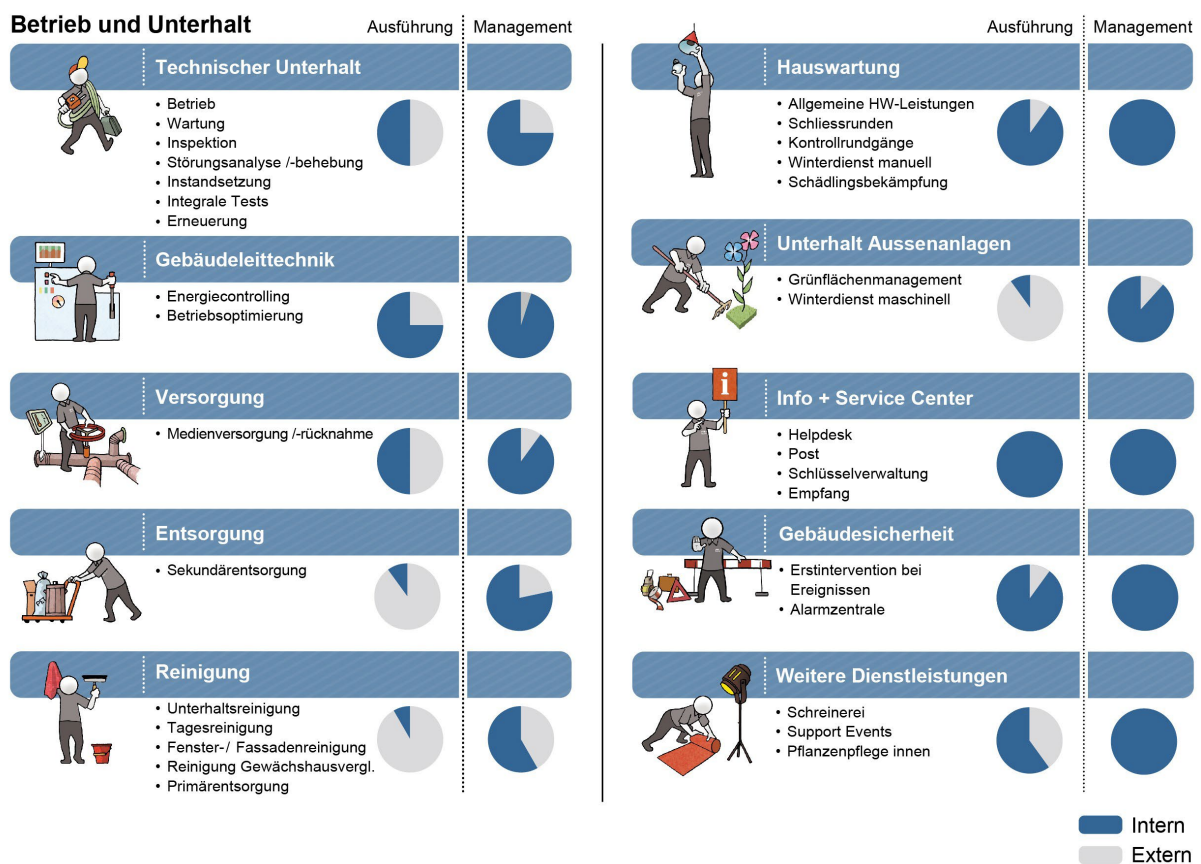 Betrieb und Unterhalt
Ausführung
Management
Technischer Unterhalt
• Betrieb
• Wartung
• Inspektion
• Störungsanalyse /-behebung
• Instandsetzung
• Integrale Tests
• Erneuerung
Gebäudeleittechnik
• Energiecontrolling
• Betriebsoptimierung
Versorgung
• Medienversorgung /-rücknahme
Entsorgung
• Sekundärentsorgung
Reinigung
• Unterhaltsreinigung
• Tagesreinigung
• Fenster-/ Fassadenreinigung
• Reinigung Gewächshausvergl.
• Primärentsorgung
Ausführung
Management
Hauswartung
• Allgemeine HW-Leistungen
• Schliessrunden
• Kontrollrundgänge
• Winterdienst manuell
• Schädlingsbekämpfung
Unterhalt Aussenanlagen
• Grünflächenmanagement
• Winterdienst maschinell
i
Info + Service Center
• Helpdesk
• Post
• Schlüsselverwaltung
• Empfang
Gebäudesicherheit
• Erstintervention bei
Ereignissen
• Alarmzentrale
Weitere Dienstleistungen
• Schreinerei
• Support Events
• Pflanzenpflege innen
Intern
Extern